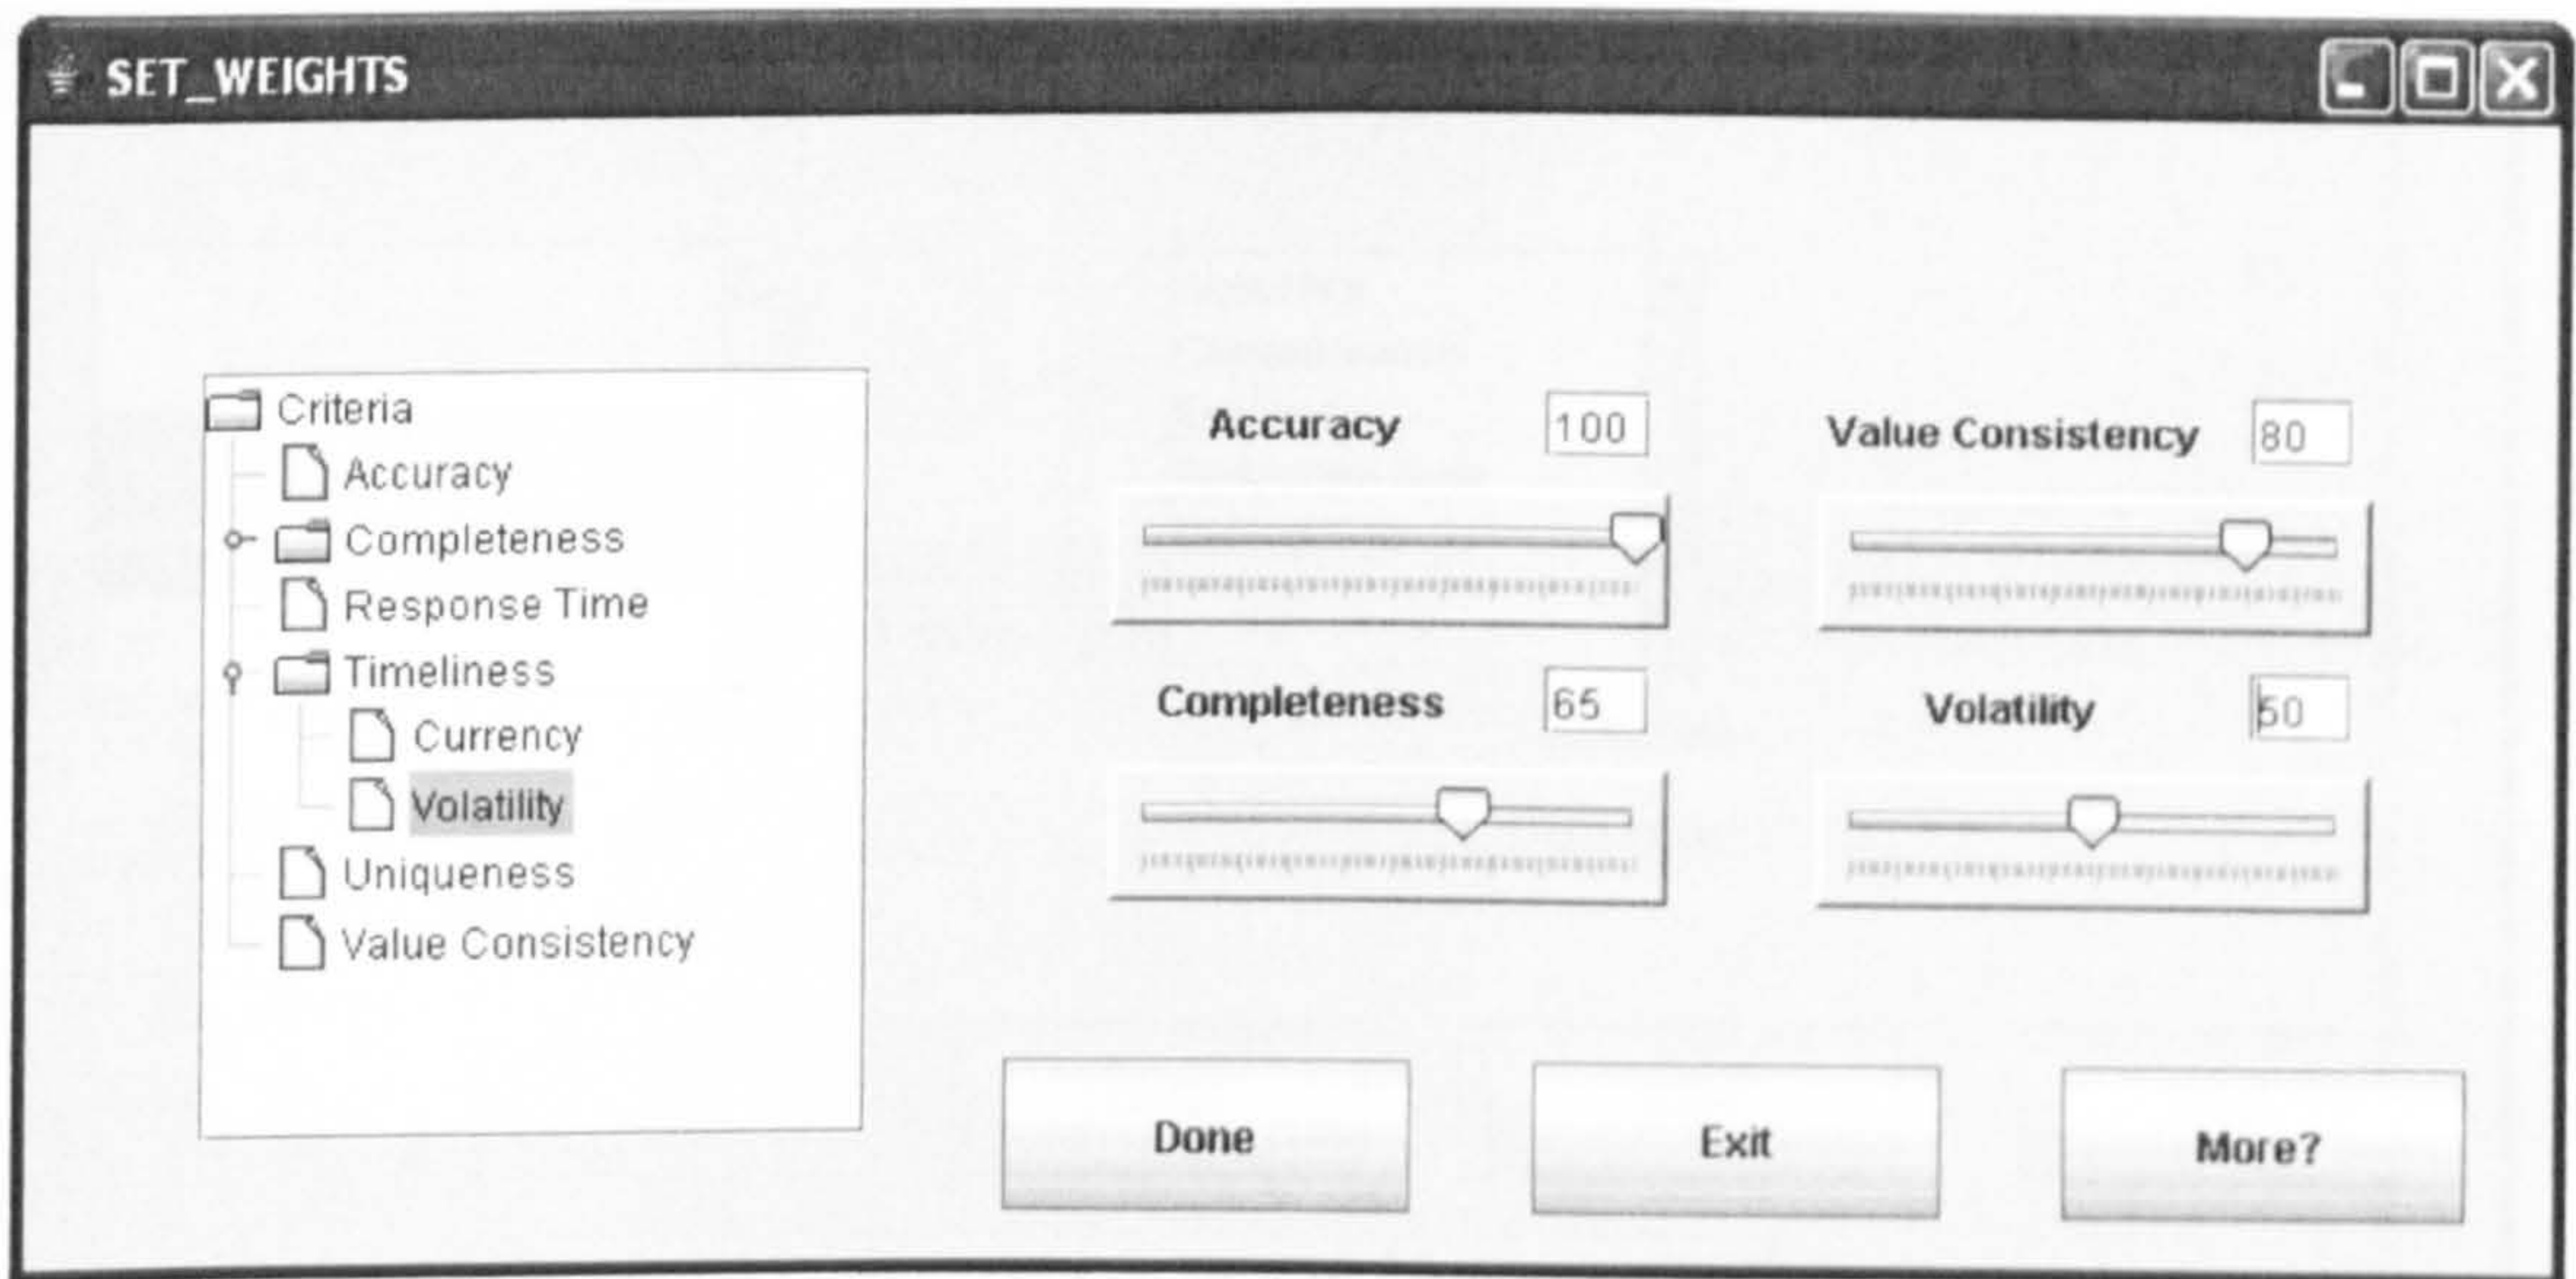 SET_WEIGHTS
Criteria
Accuracy
Completeness
Response Time
Timeliness
Currency
Volatility
Uniqueness
Value Consistency
Accuracy 100
Value Consistency 80
Completeness 65
Volatility 50
Done
Exit
More?